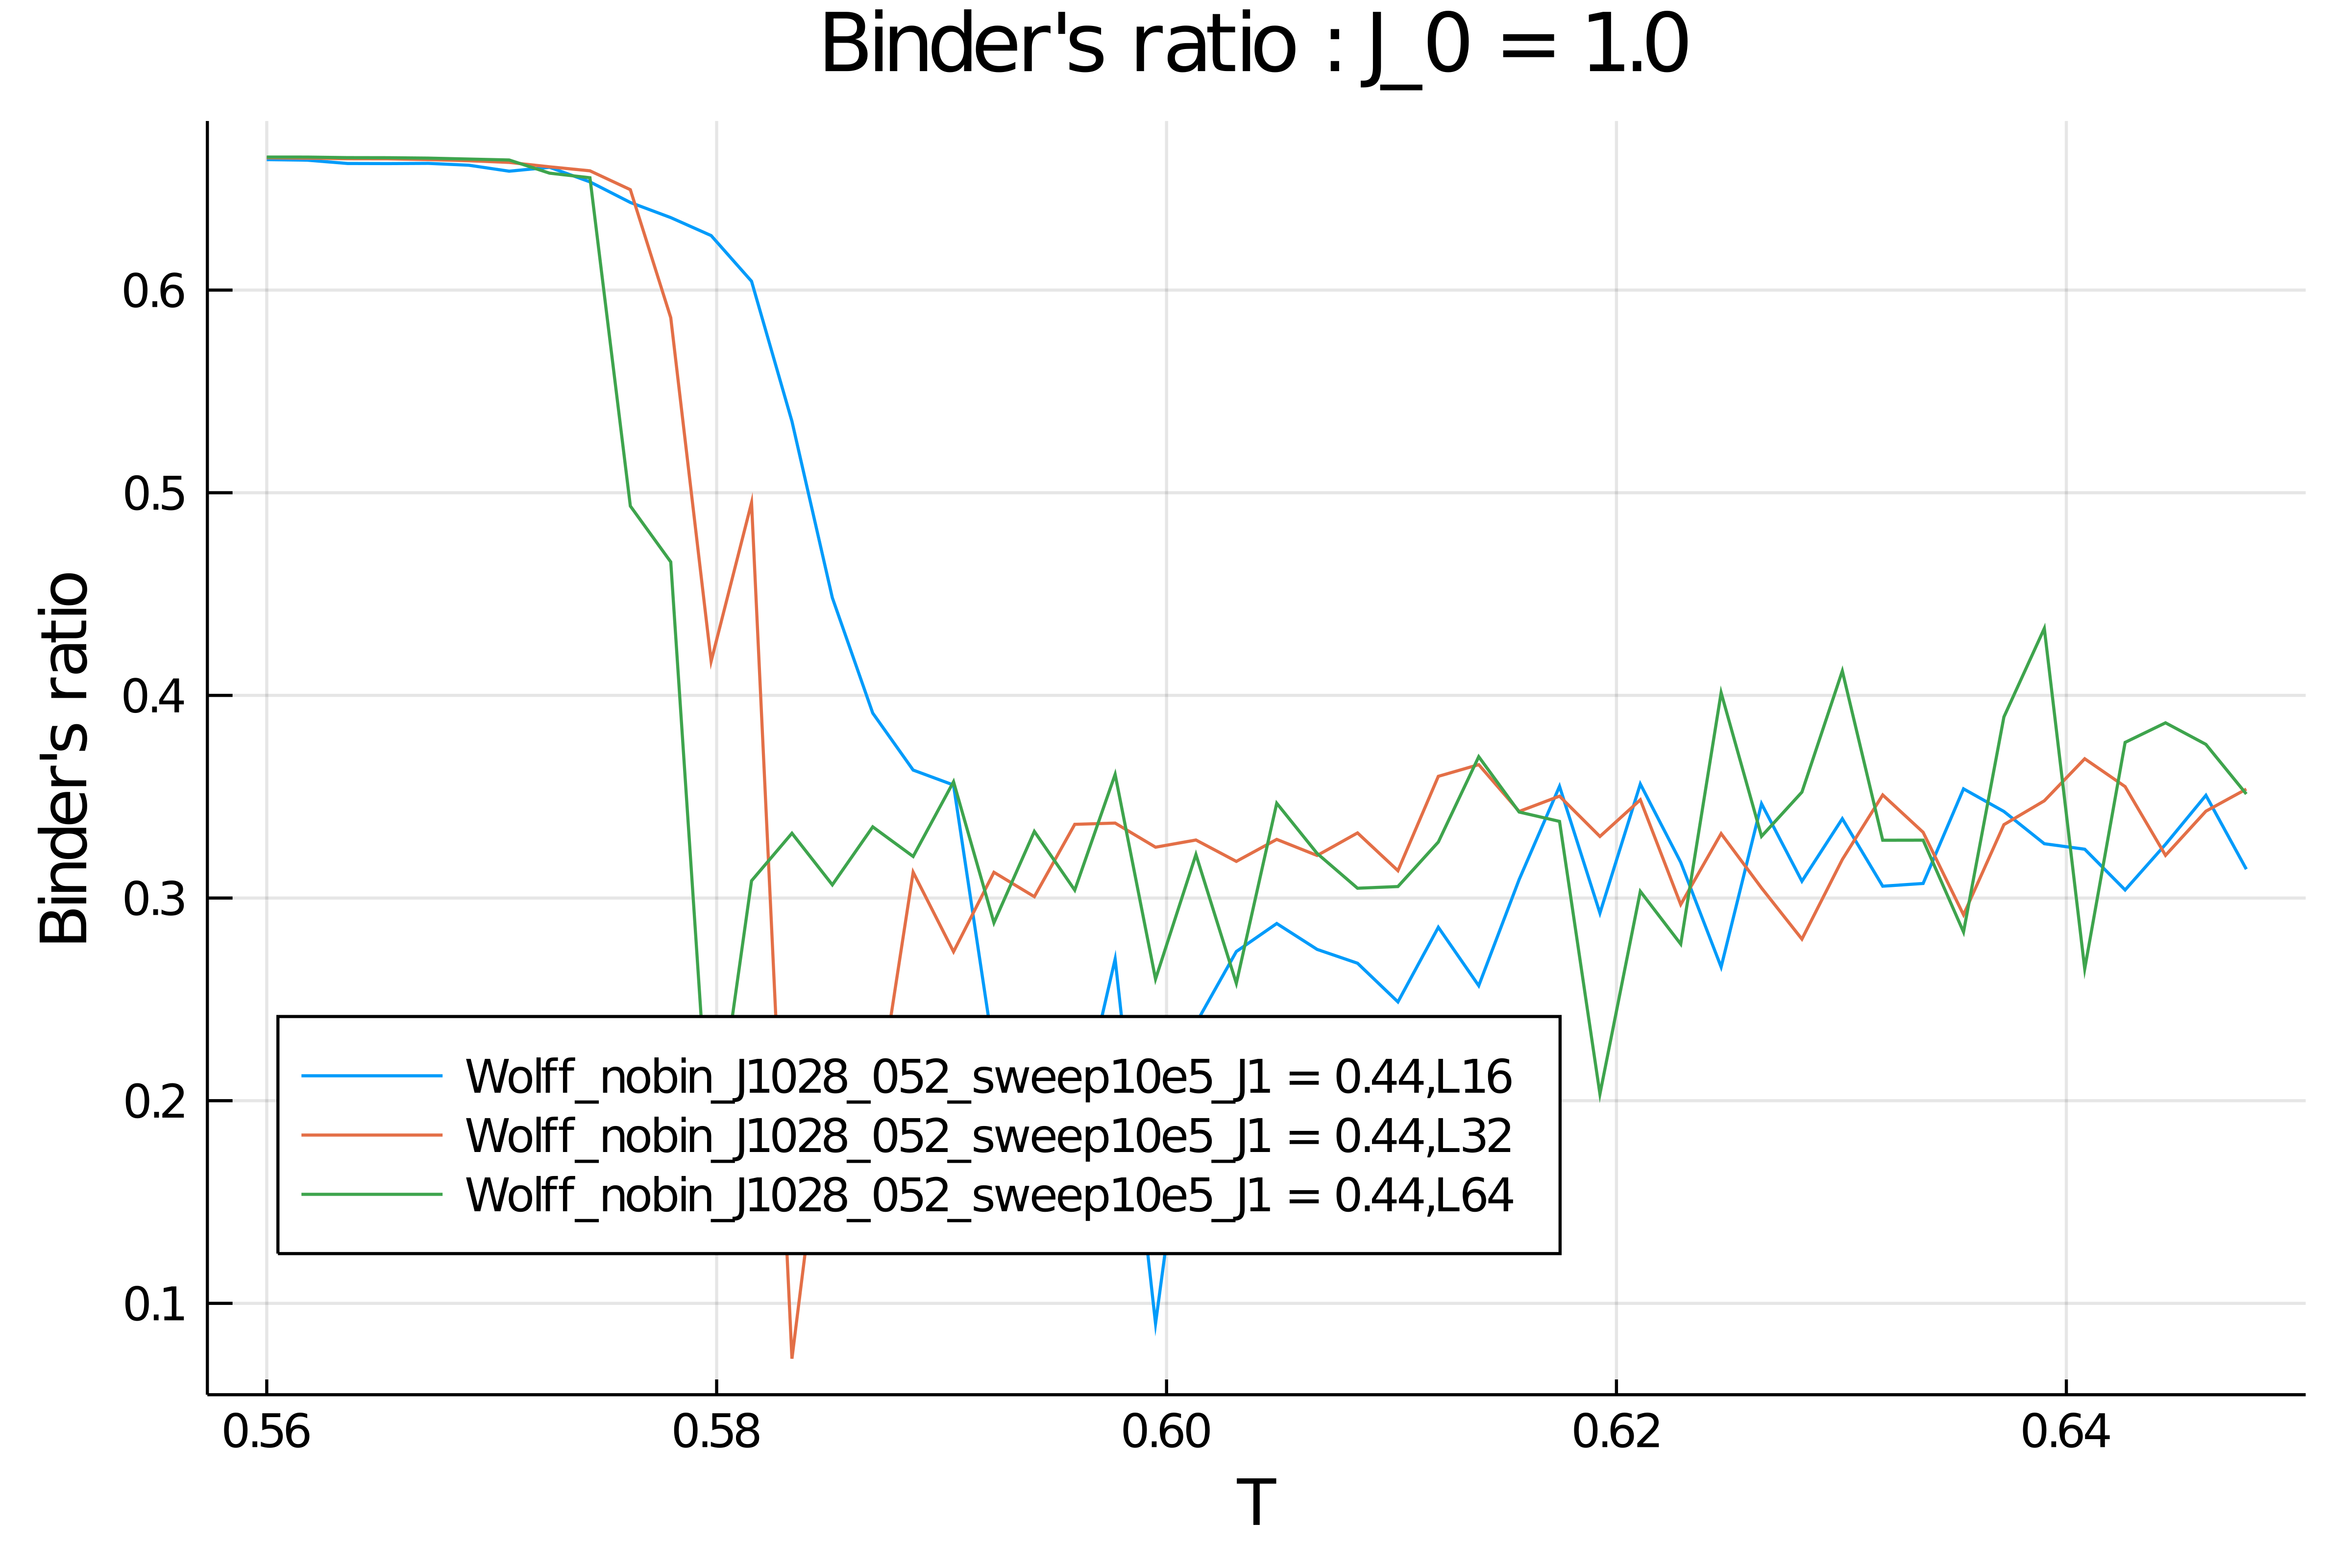 Binder's ratio : J_0 = 1.0
Binder's ratio
0.6
0.5
0.4
0.3
0.2
0.1
Wolff_nobin_J1028_052_sweep10e5_J1 = 0.44,L16
Wolff_nobin_J1028_052_sweep10e5_J1 = 0.44,L32
Wolff_nobin_J1028_052_sweep10e5_J1 = 0.44,L64
0.56 0.58 0.60 0.62 0.64
T